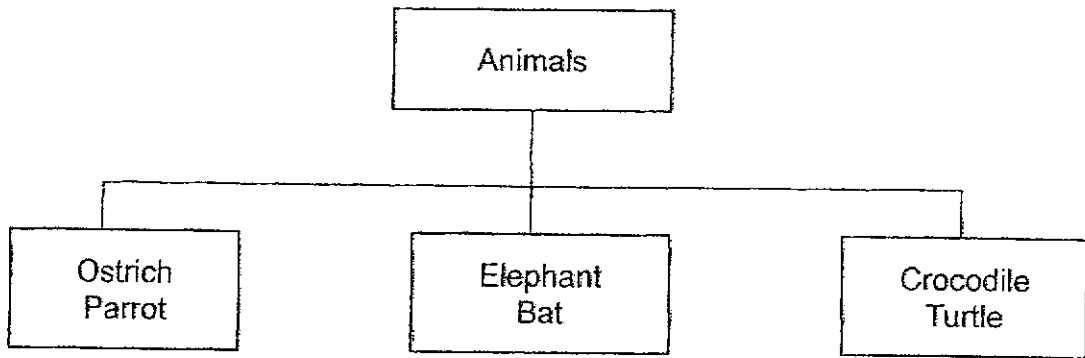 Animals
Ostrich
Parrot
Elephant
Bat
Crocodile
Turtle